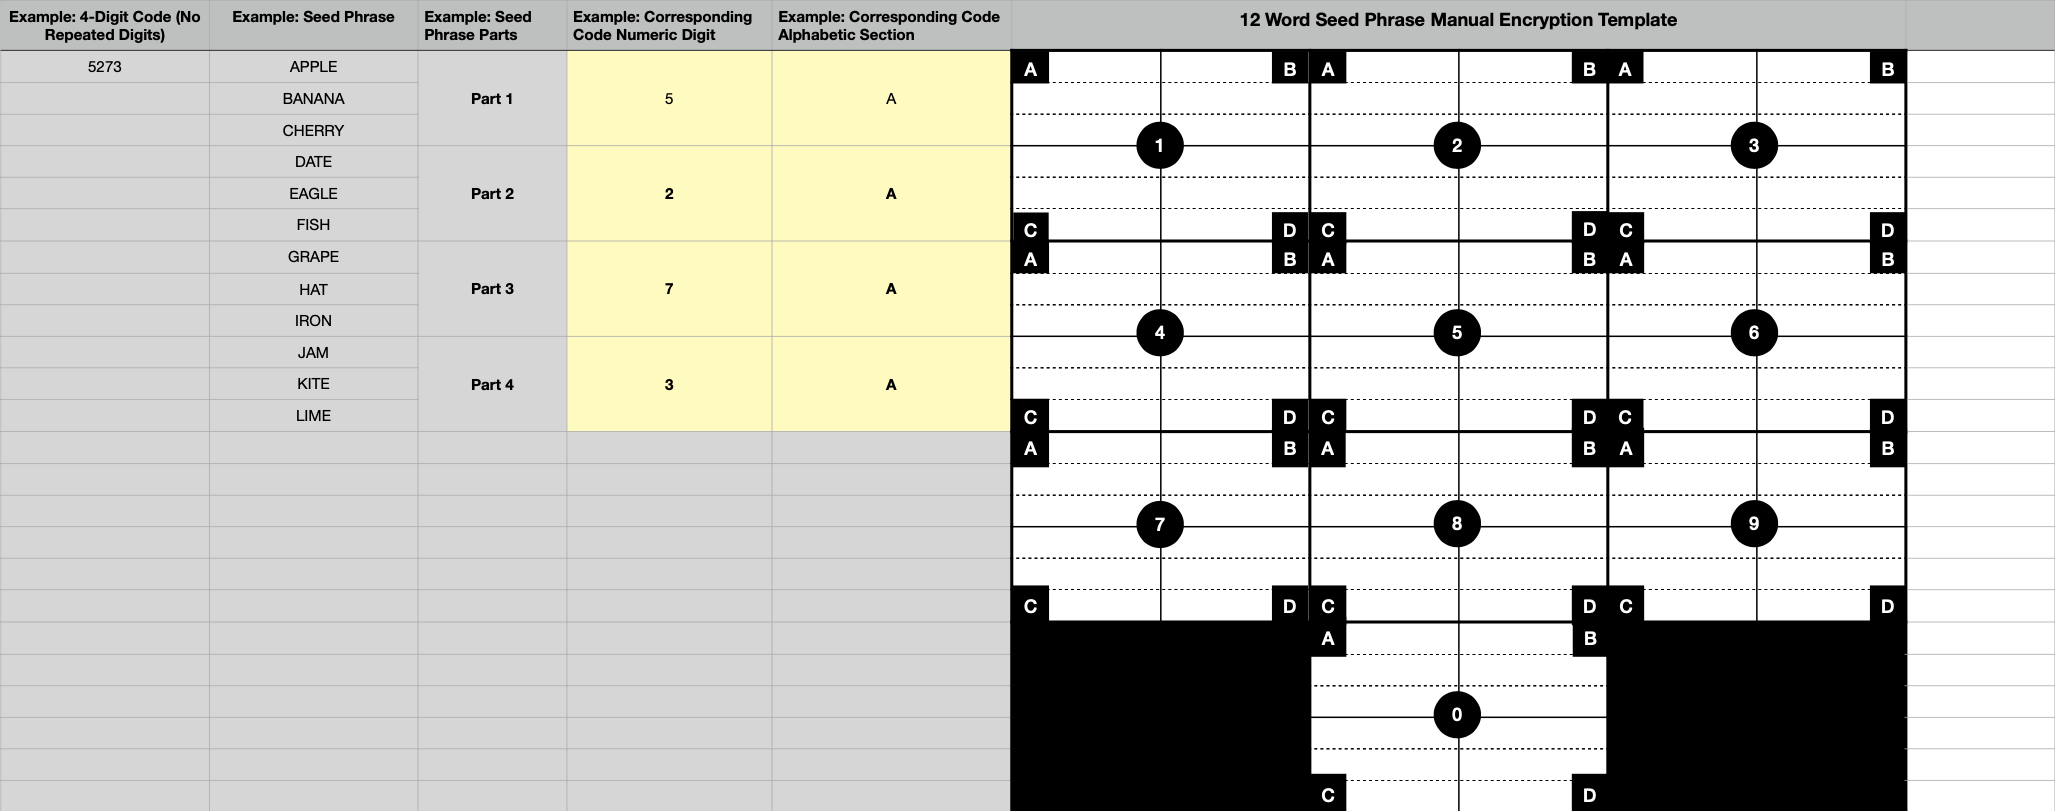 Example: 4-Digit Code (No
Repeated Digits)
Example: Seed Phrase
Example: Seed
Phrase Parts
Example: Corresponding
Code Numeric Digit
Example: Corresponding Code
Alphabetic Section
12 Word Seed Phrase Manual Encryption Template
5273
APPLE
BANANA
CHERRY
DATE
EAGLE
FISH
GRAPE
HAT
IRON
JAM
KITE
LIME
Part 1
Part 2
Part 3
Part 4
5
2
7
3
A
A
A
A
A B A B A B
1 2 3
C D C D C D
A B A B A B
4 5 6
C D C D C D
A B A B A B
7 8 9
C D C D C D
A B
0
C D